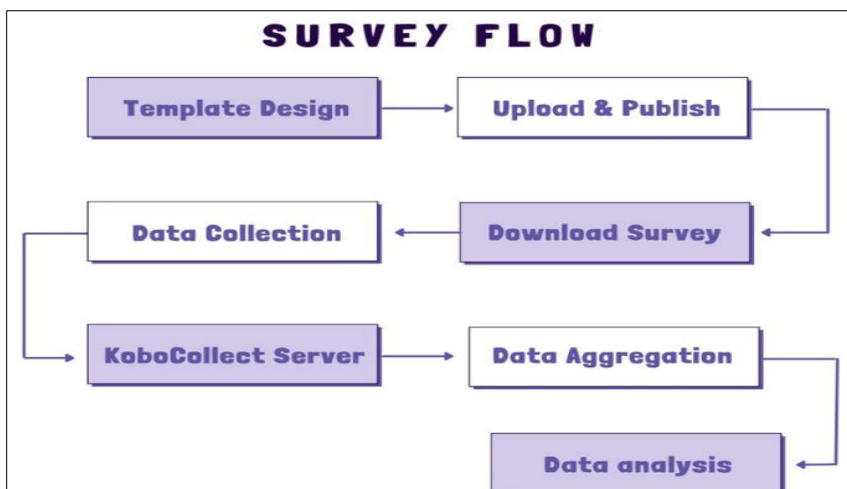 SURVEY FLOW
Template Design
Upload & Publish
Download Survey
Data Collection
KoboCollect Server
Data Aggregation
Data analysis